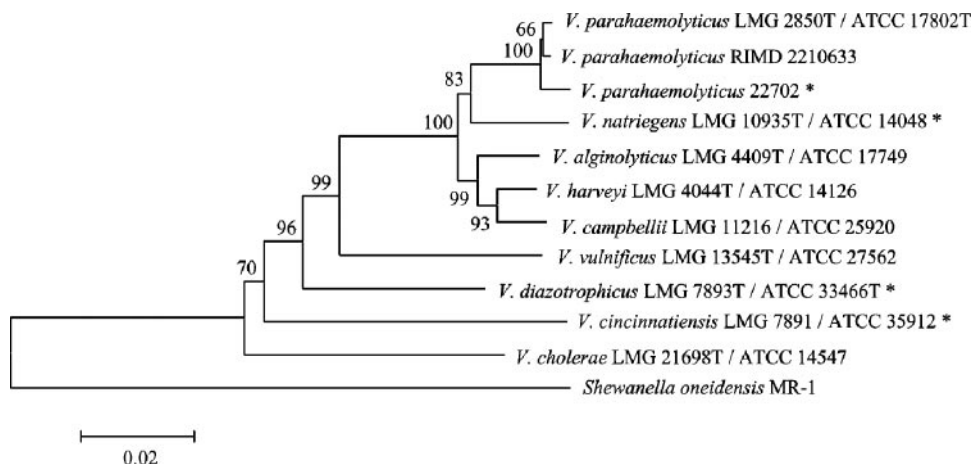 V. parahaemolyticus LMG 2850T / ATCC 17802T
66
V. parahaemolyticus RIMD 2210633
100
V. parahaemolyticus 22702 *
83
V. natriegens LMG 10935T / ATCC 14048 *
100
V. alginolyticus LMG 4409T / ATCC 17749
99
V. harveyi LMG 4044T / ATCC 14126
99
93
V. campbellii LMG 11216 / ATCC 25920
96
V. vulnificus LMG 13545T / ATCC 27562
70
V. diazotrophicus LMG 7893T / ATCC 33466T *
V. cincinnatiensis LMG 7891 / ATCC 35912 *
V. cholerae LMG 21698T / ATCC 14547
Shewanella oneidensis MR-1
0.02